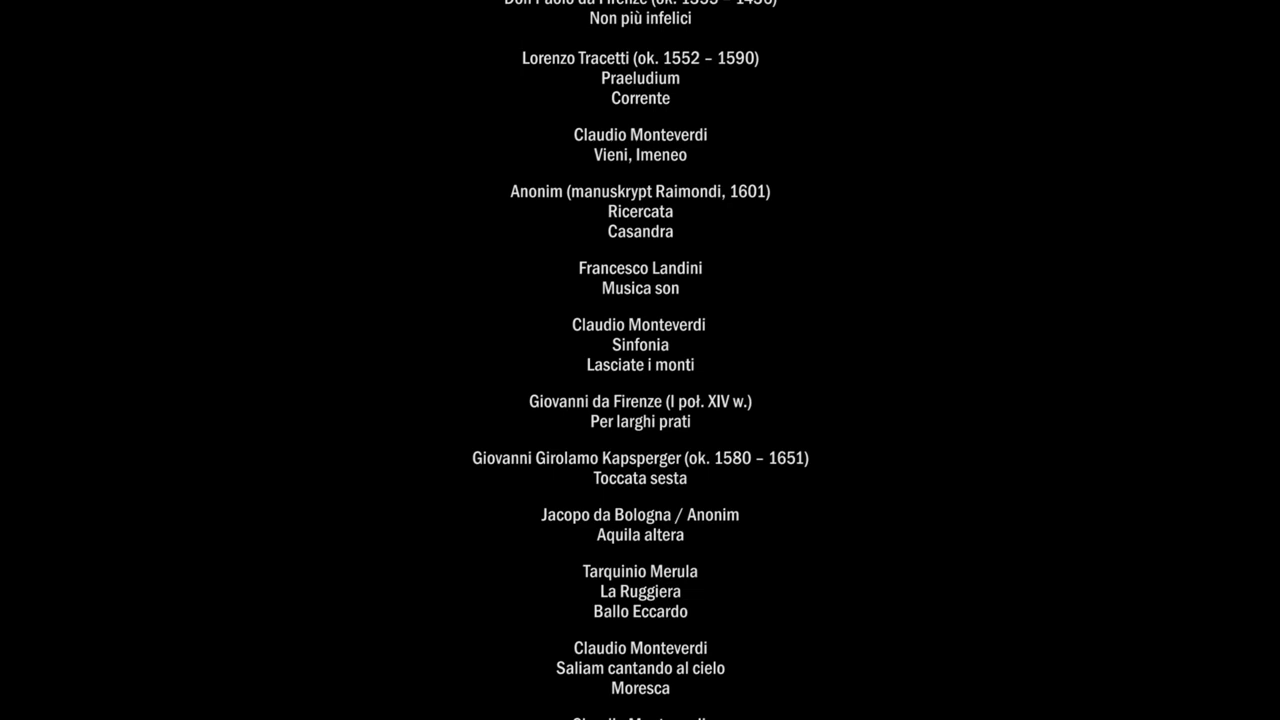 Non più infelici
Lorenzo Tracetti (ok. 1552 – 1590)
Praeludium
Corrente
Claudio Monteverdi
Vieni, Imeneo
Anonim (manuskrypt Raimondi, 1601)
Ricercata
Casandra
Francesco Landini
Musica son
Claudio Monteverdi
Sinfonia
Lasciate i monti
Giovanni da Firenze (I poł. XIV w.)
Per larghi prati
Giovanni Girolamo Kapsperger (ok. 1580 – 1651)
Toccata sesta
Jacopo da Bologna / Anonim
Aquila altera
Tarquinio Merula
La Ruggiera
Ballo Eccardo
Claudio Monteverdi
Saliam cantando al cielo
Moresca